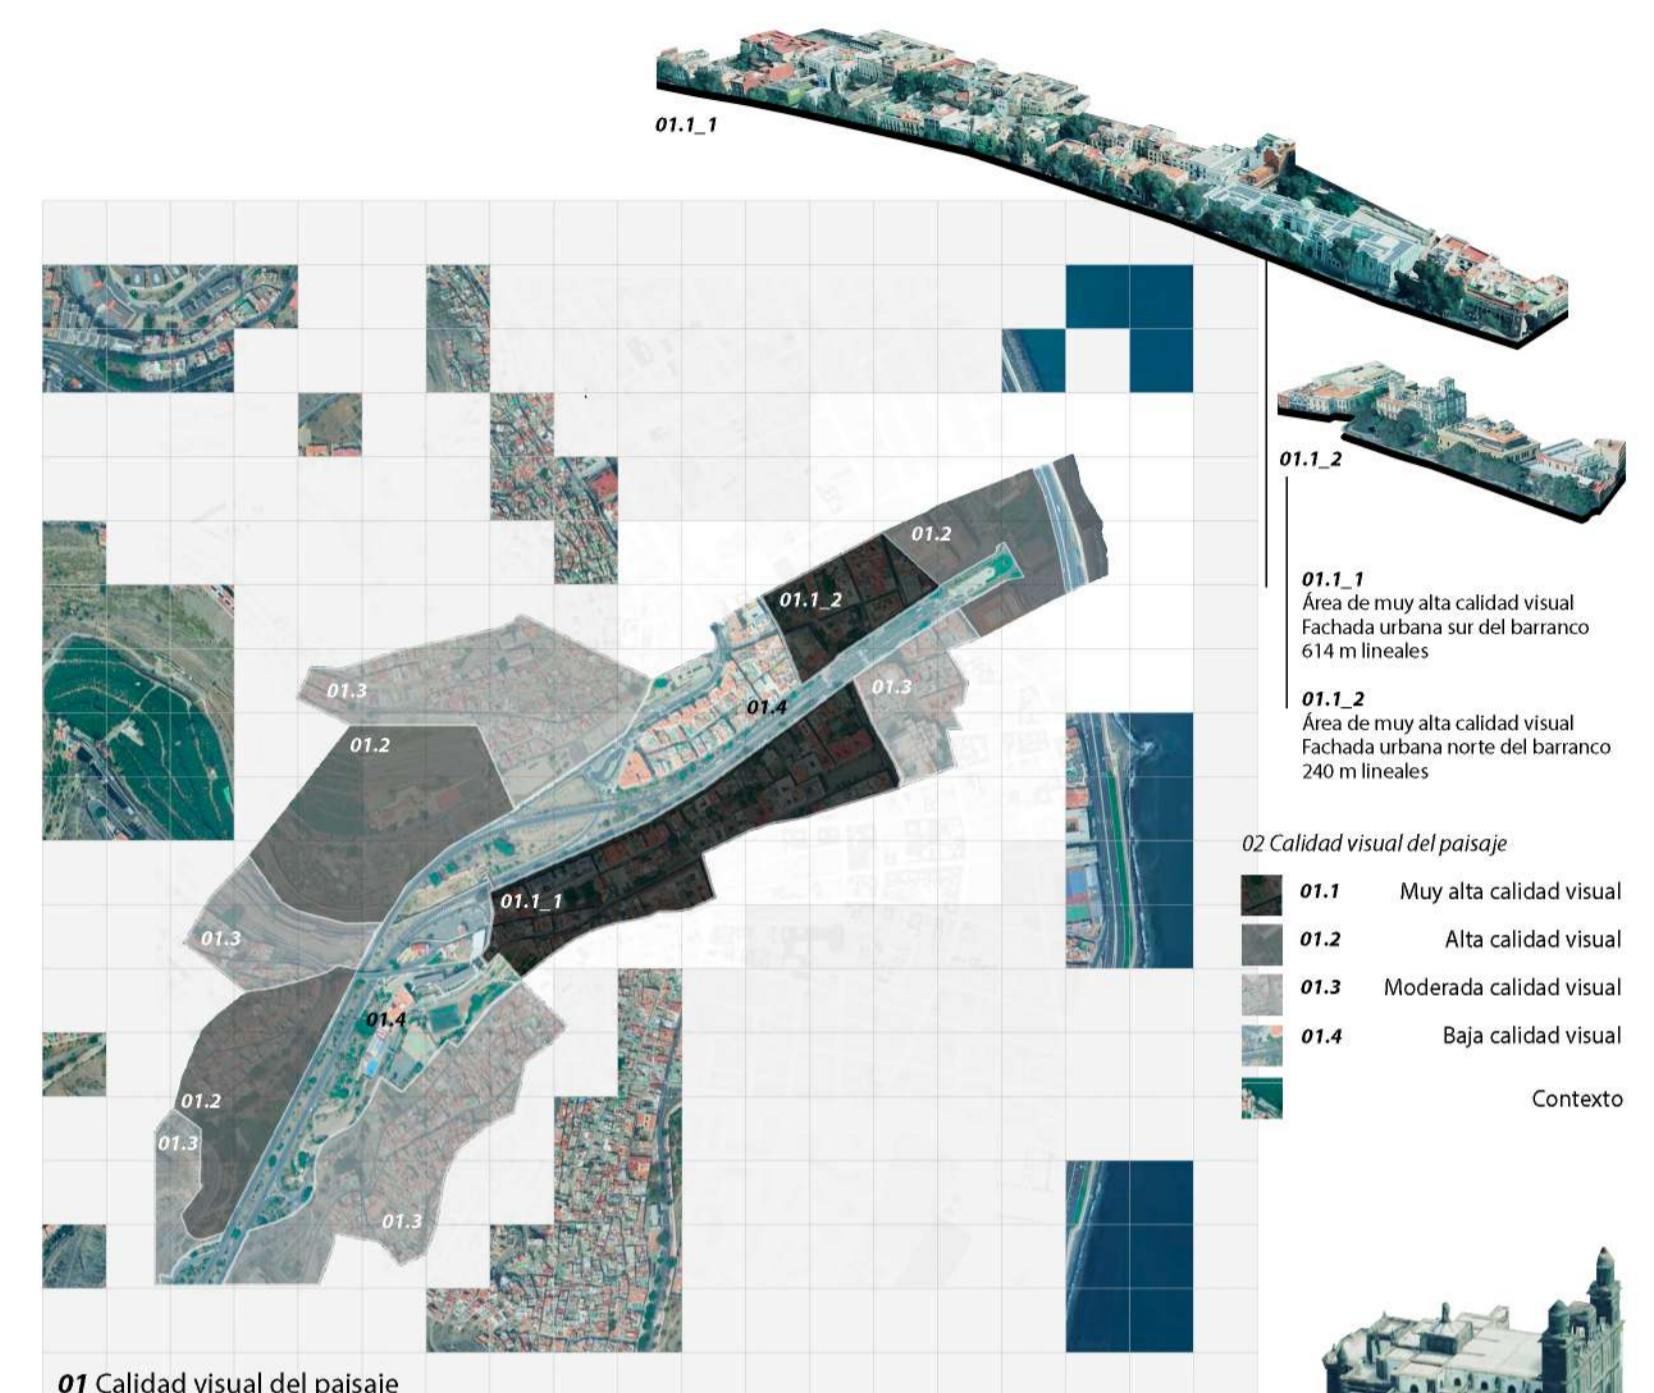 01.1_1
01.1_2
01.2
01.1_2
01.3
01.3
01.4
01.2
01.1_1
01.3
01.4
01.2
01.3
01.3
01.1_1
Área de muy alta calidad visual
Fachada urbana sur del barranco
614 m lineales
01.1_2
Área de muy alta calidad visual
Fachada urbana norte del barranco
240 m lineales
02 Calidad visual del paisaje
01.1 Muy alta calidad visual
01.2 Alta calidad visual
01.3 Moderada calidad visual
01.4 Baja calidad visual
Contexto
01 Calidad visual del paisaje